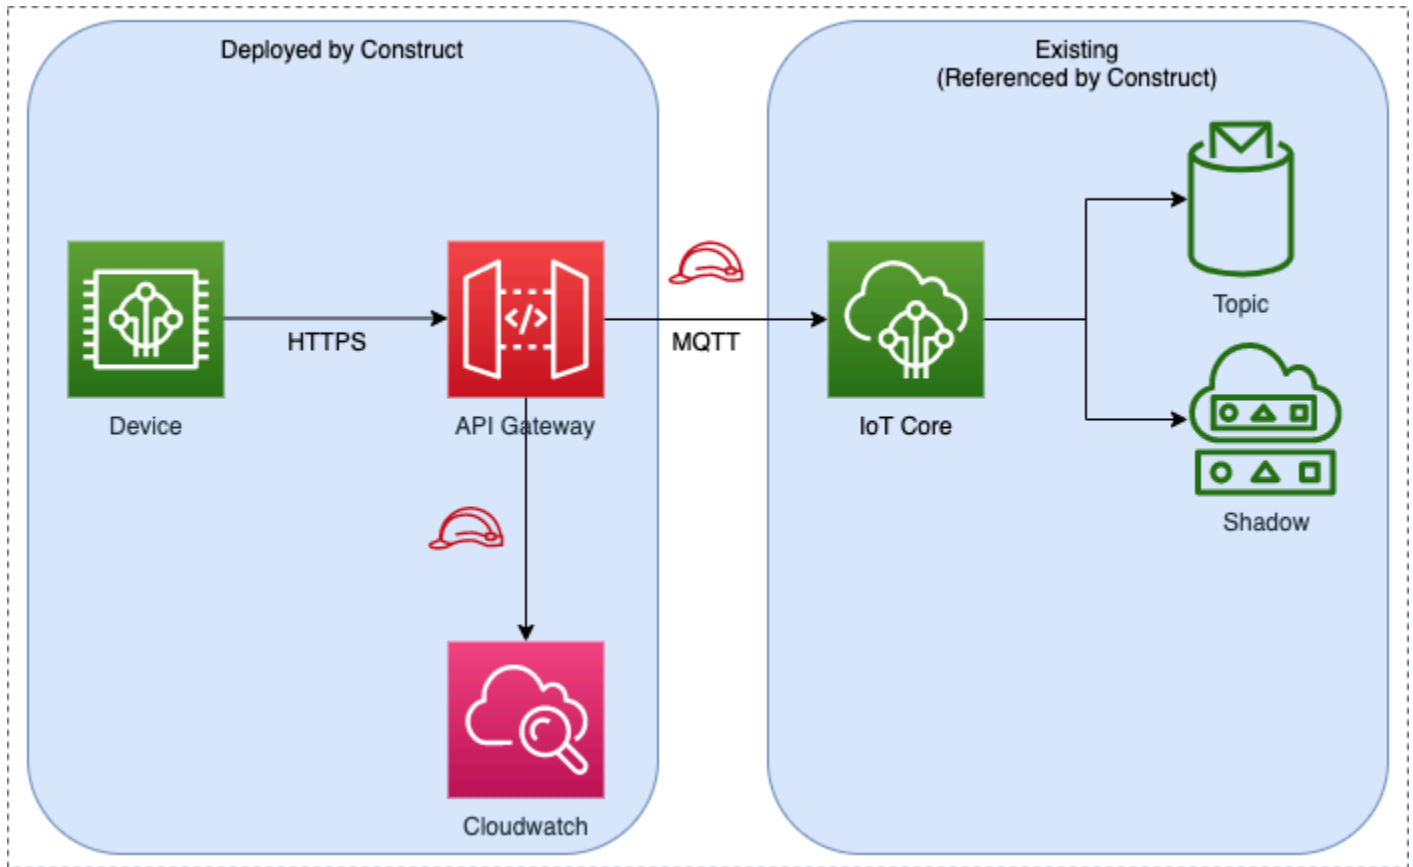 Deployed by Construct
Existing
(Referenced by Construct)
Topic
HTTPS
MQTT
</>
Device
API Gateway
IoT Core
Shadow
Cloudwatch